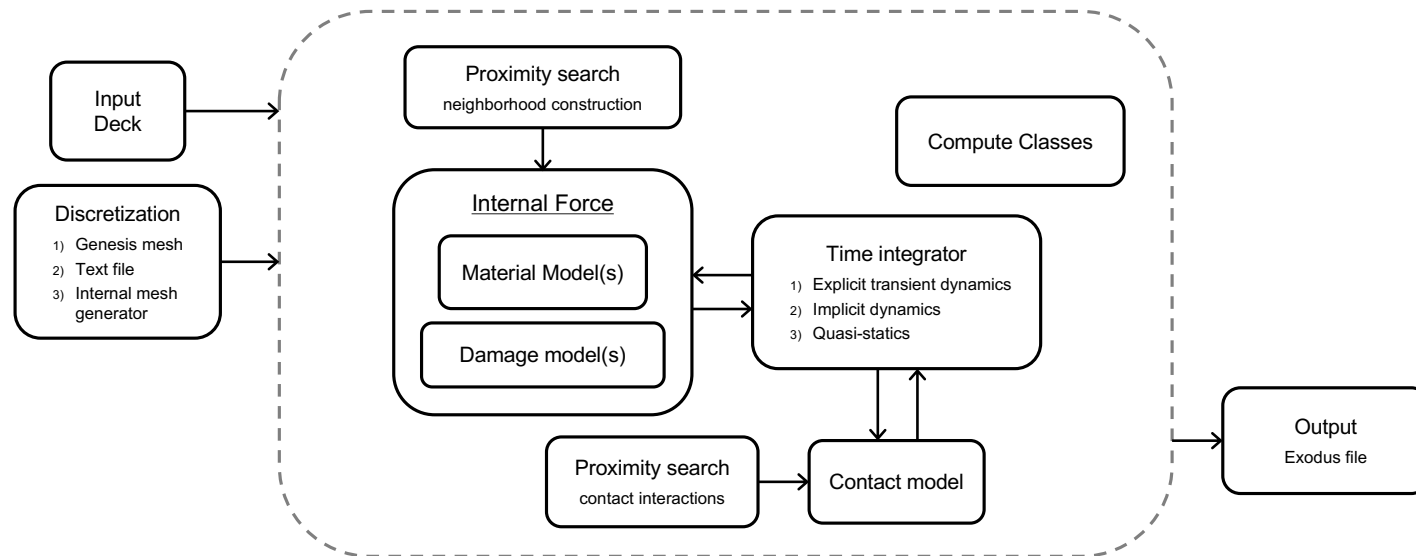 Input
Deck
Discretization
1) Genesis mesh
2) Text file
3) Internal mesh
generator
Proximity search
neighborhood construction
Internal Force
Material Model(s)
Damage model(s)
Compute Classes
Time integrator
1) Explicit transient dynamics
2) Implicit dynamics
3) Quasi-statics
Proximity search
contact interactions
Contact model
Output
Exodus file